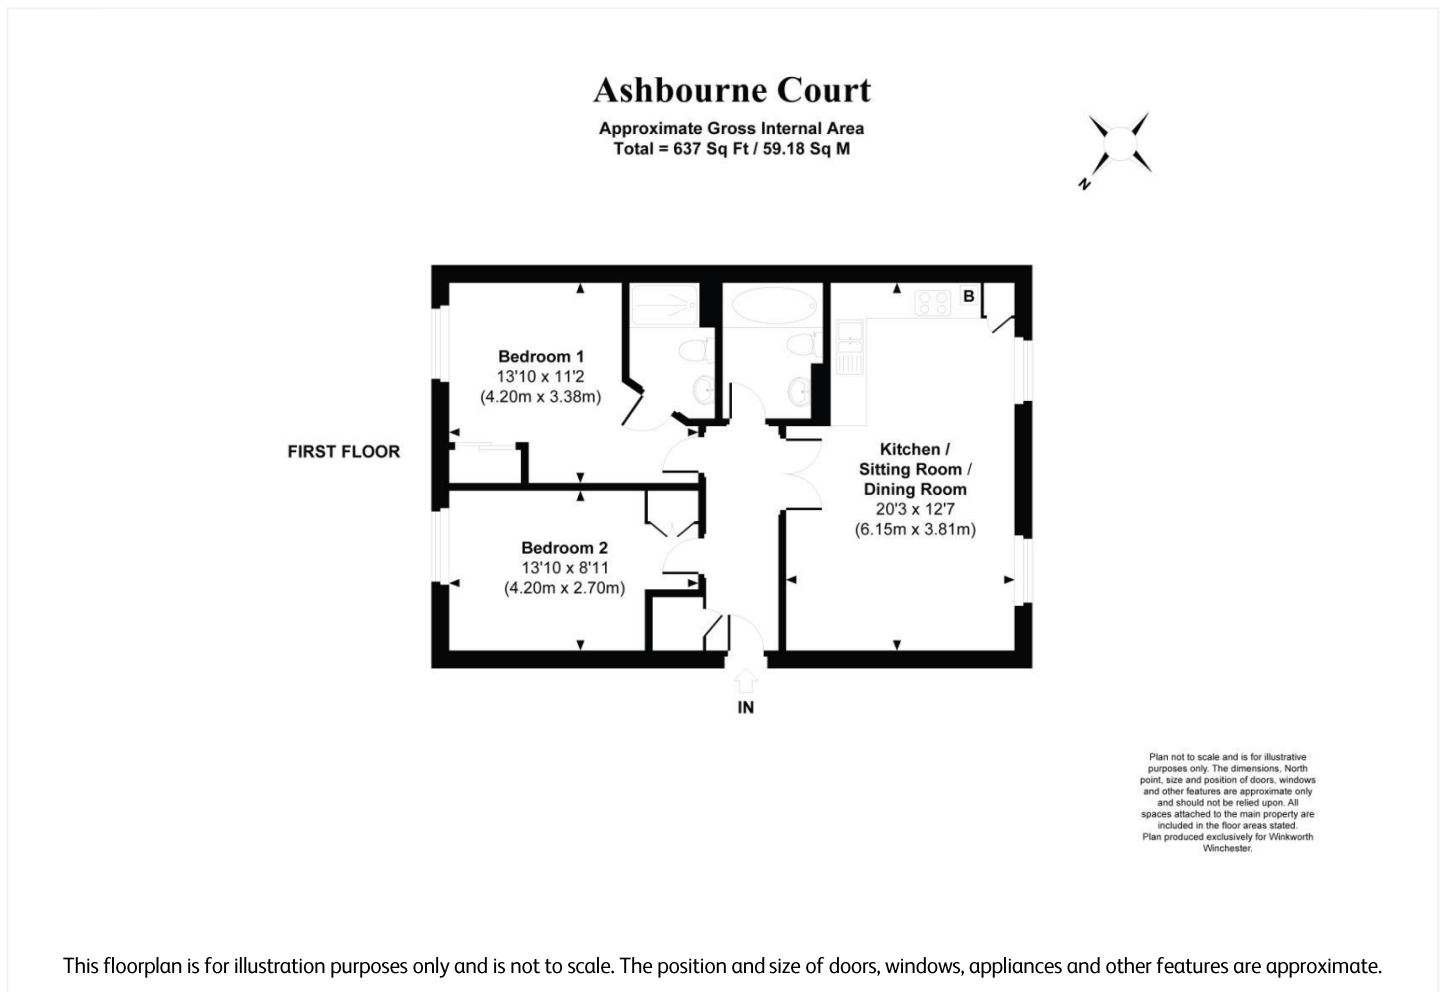 Ashbourne Court
Approximate Gross Internal Area
Total = 637 Sq Ft / 59.18 Sq M
N
B
Bedroom 1
13'10 x 11'2
(4.20m x 3.38m)
FIRST FLOOR
Kitchen /
Sitting Room /
Dining Room
20'3 x 12'7
(6.15m x 3.81m)
Bedroom 2
13'10 x 8'11
(4.20m x 2.70m)
IN
Plan not to scale and is for illustrative
purposes only. The dimensions, North
point, size and position of doors, windows
and other features are approximate only
and should not be relied upon. All
spaces attached to the main property are
included in the floor areas stated.
Plan produced exclusively for Winkworth
Winchester.
This floorplan is for illustration purposes only and is not to scale. The position and size of doors, windows, appliances and other features are approximate.